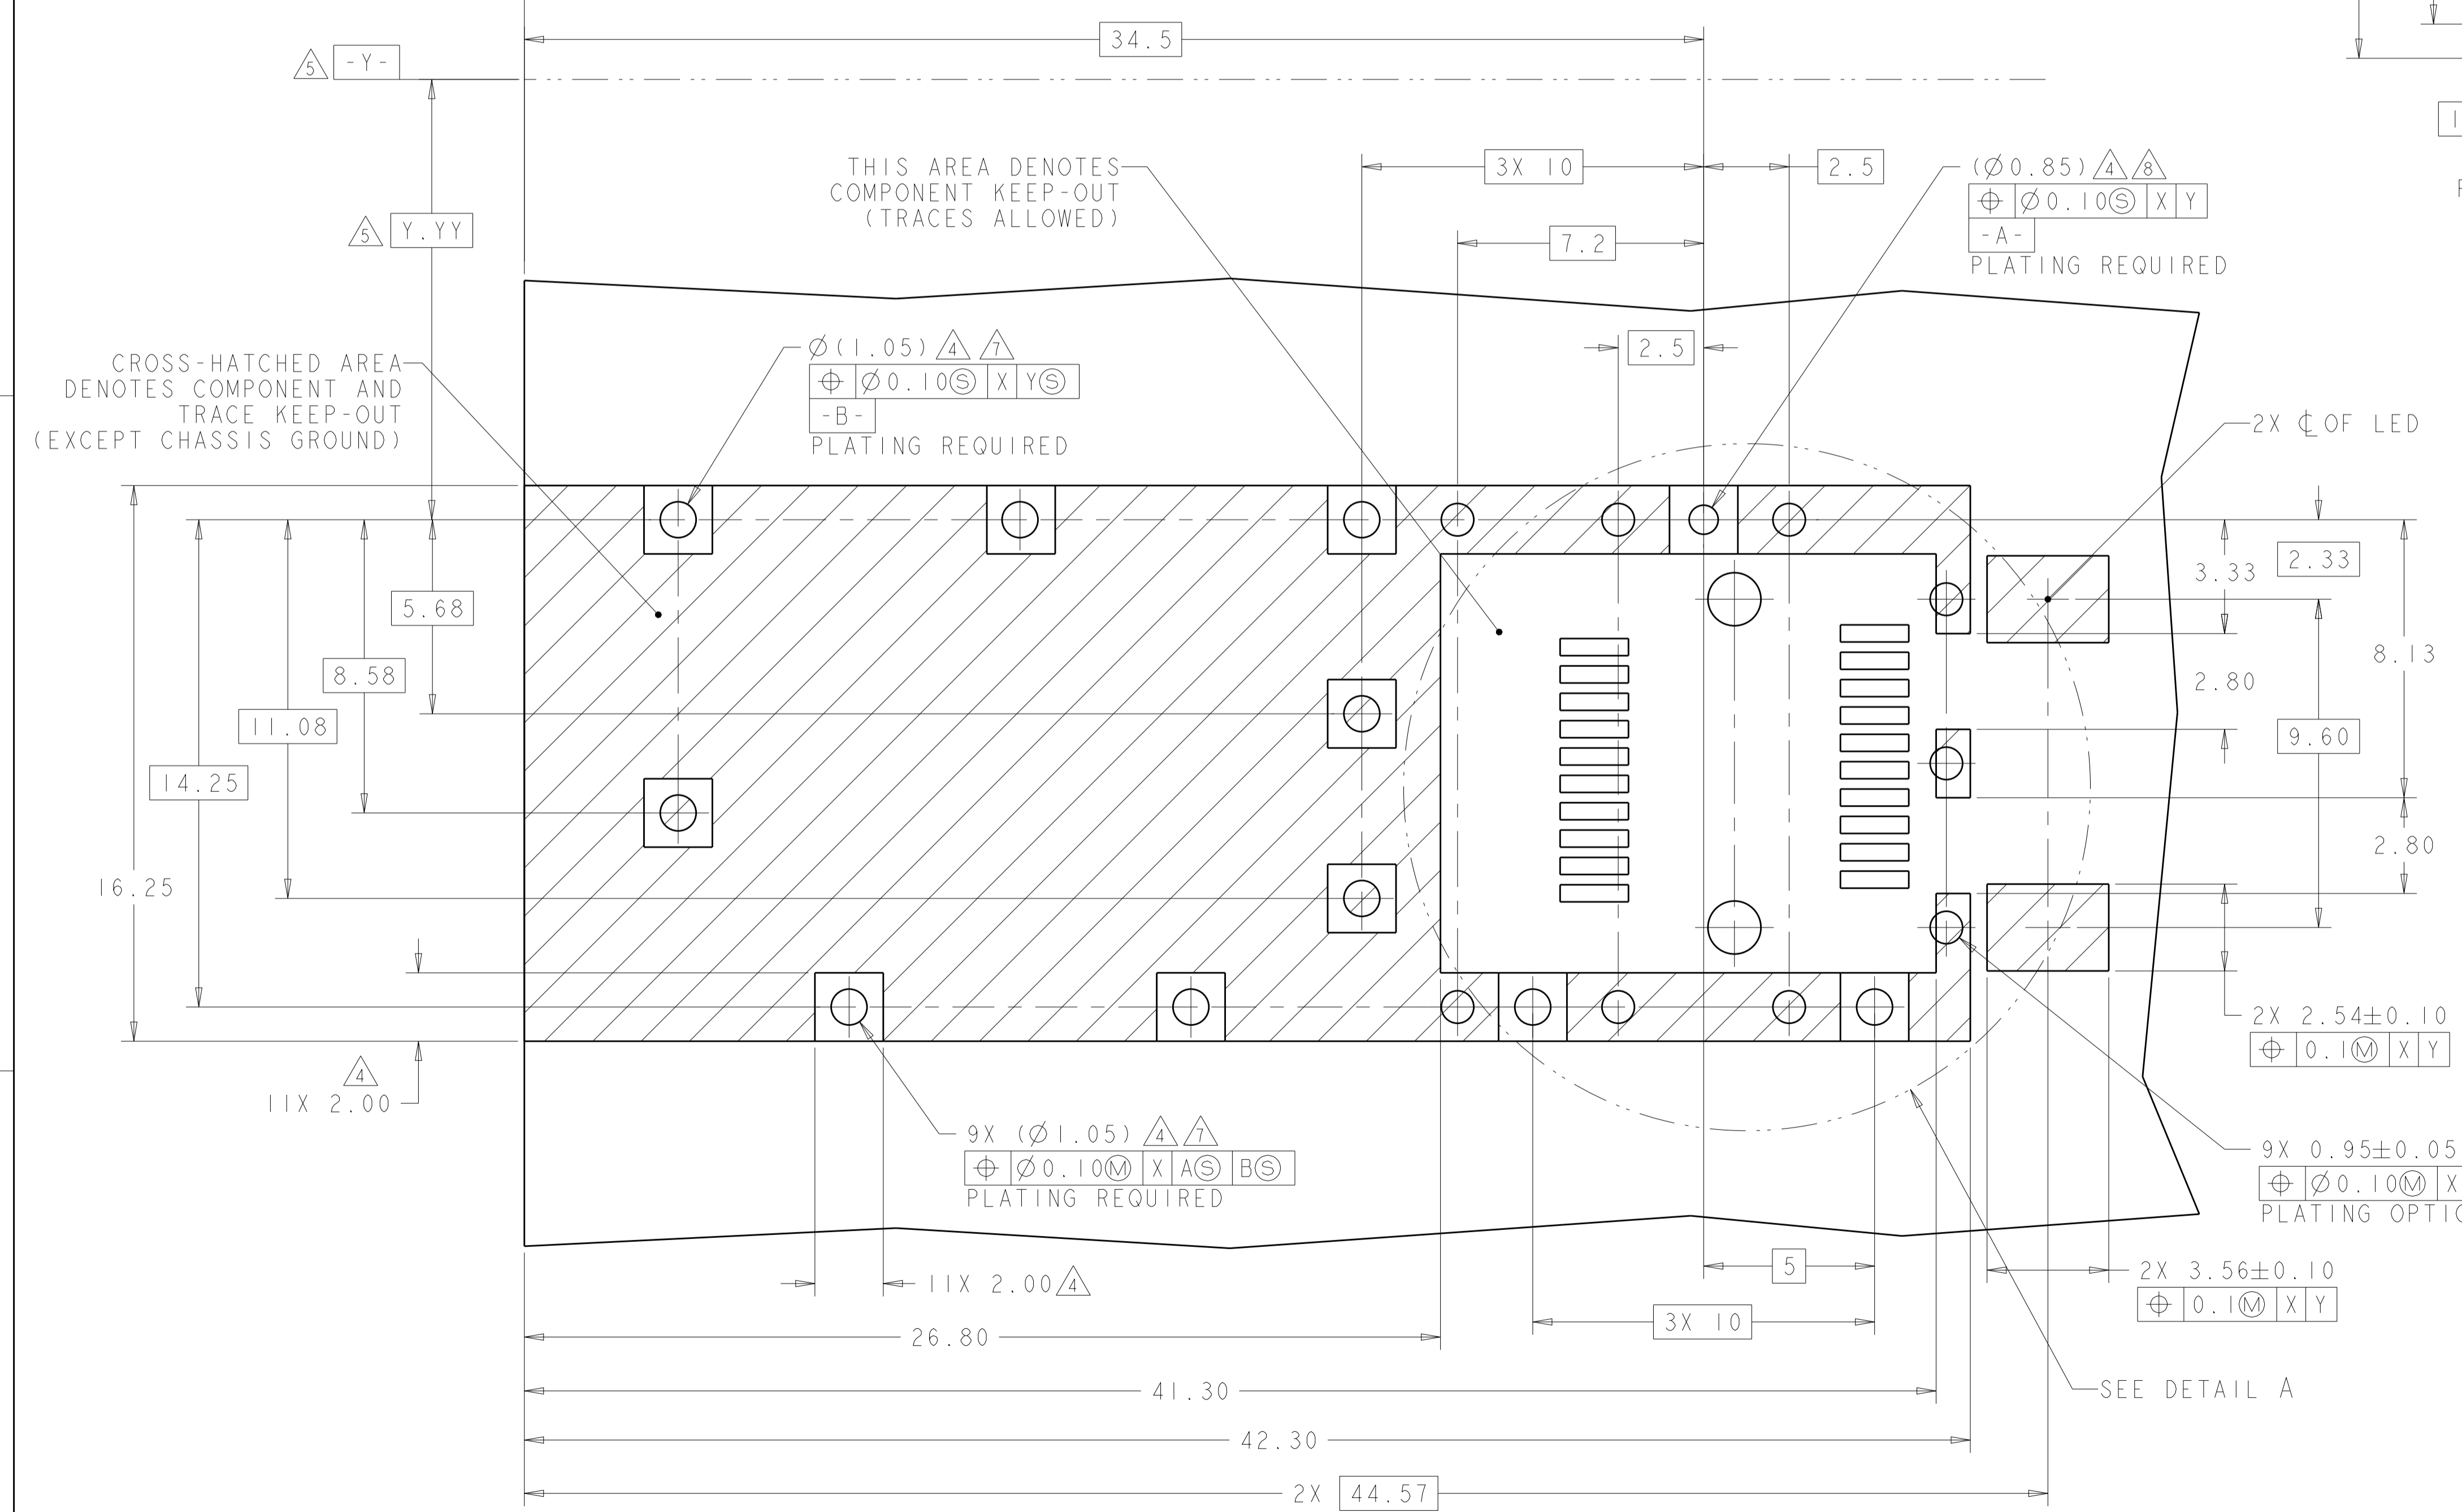 34.5
5 -Y-
3X 10
2.5
(Ø0.85) 4 8
⌖ Ø0.10Ⓢ X Y
-A-
PLATING REQUIRED
THIS AREA DENOTES
COMPONENT KEEP-OUT
(TRACES ALLOWED)
5 Y.YY
7.2
Ø(1.05) 4 7
⌖ Ø0.10Ⓢ X YⓈ
-B-
PLATING REQUIRED
2.5
CROSS-HATCHED AREA
DENOTES COMPONENT AND
TRACE KEEP-OUT
(EXCEPT CHASSIS GROUND)
2X ℄ OF LED
5.68
8.58
11.08
14.25
16.25
3.33
2.33
8.13
2.80
9.60
2.80
4
11X 2.00
2X 2.54±0.10
⌖ 0.1Ⓜ X Y
9X (Ø1.05) 4 7
⌖ Ø0.10Ⓜ X AⓈ BⓈ
PLATING REQUIRED
9X 0.95±0.05
⌖ Ø0.10Ⓜ X
PLATING
11X 2.00 4
5
2X 3.56±0.10
⌖ 0.1Ⓜ X Y
3X 10
26.80
41.30
SEE DETAIL A
42.30
2X 44.57